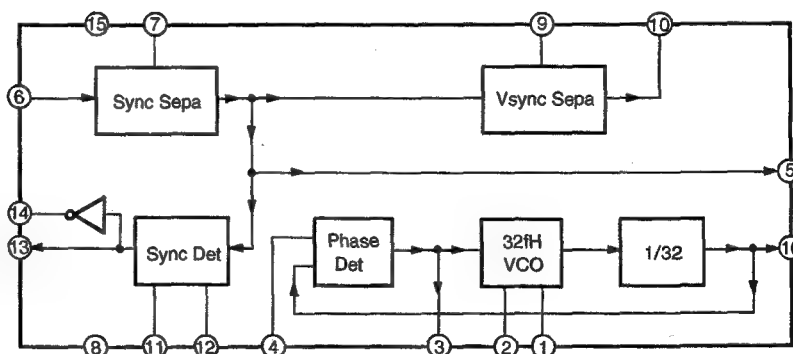 15
7
9
10
6
Sync Sepa
Vsync Sepa
5
14
13
Sync Det
Phase
Det
32fH
VCO
1/32
16
8
11
12
4
3
2
1